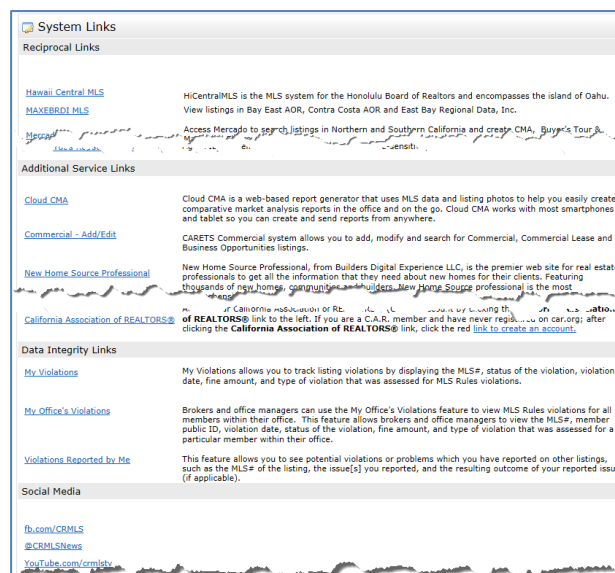 System Links
Reciprocal Links
Hawaii Central MLS
HiCentralMLS is the MLS system for the Honolulu Board of Realtors and encompasses the island of Oahu.
MAXEBRDI MLS
View listings in Bay East AOR, Contra Costa AOR and East Bay Regional Data, Inc.
Access Mercado to search listings in Northern and Southern California and create CMA, Buyer's Tour &
Additional Service Links
Cloud CMA
Cloud CMA is a web-based report generator that uses MLS data and listing photos to help you easily create
comparative market analysis reports in the office and on the go. Cloud CMA works with most smartphones
and tablet so you can create and send reports from anywhere.
Commercial - Add/Edit
CARETS Commercial system allows you to add, modify and search for Commercial, Commercial Lease and
Business Opportunities listings.
New Home Source Professional
New Home Source Professional, from Builders Digital Experience LLC, is the premier web site for real estat
professionals to get all the information that they need about new homes for their clients. Featuring
thousands of new homes, communities and builders, New Home Source professional is the most
California Association of REALTORS®
of REALTORS® link to the left. If you are a C.A.R. member and have never on car.org; after
clicking the California Association of REALTORS® link, click the red link to create an account.
Data Integrity Links
My Violations
My Violations allows you to track listing violations by displaying the MLS#, status of the violation, violation
date, fine amount, and type of violation that was assessed for MLS Rules violations.
My Office's Violations
Brokers and office managers can use the My Office's Violations feature to view MLS Rules violations for all
members within their office. This feature allows brokers and office managers to view the MLS#, member
public ID, violation date, status of the violation, fine amount, and type of violation that was assessed for a
particular member within their office.
Violations Reported by Me
This feature allows you to see potential violations or problems which you have reported on other listings,
such as the MLS# of the listing, the issue[s] you reported, and the resulting outcome of your reported issu
(if applicable).
Social Media
fb.com/CRMLS
@CRMLSNews
YouTube.com/crmlstv